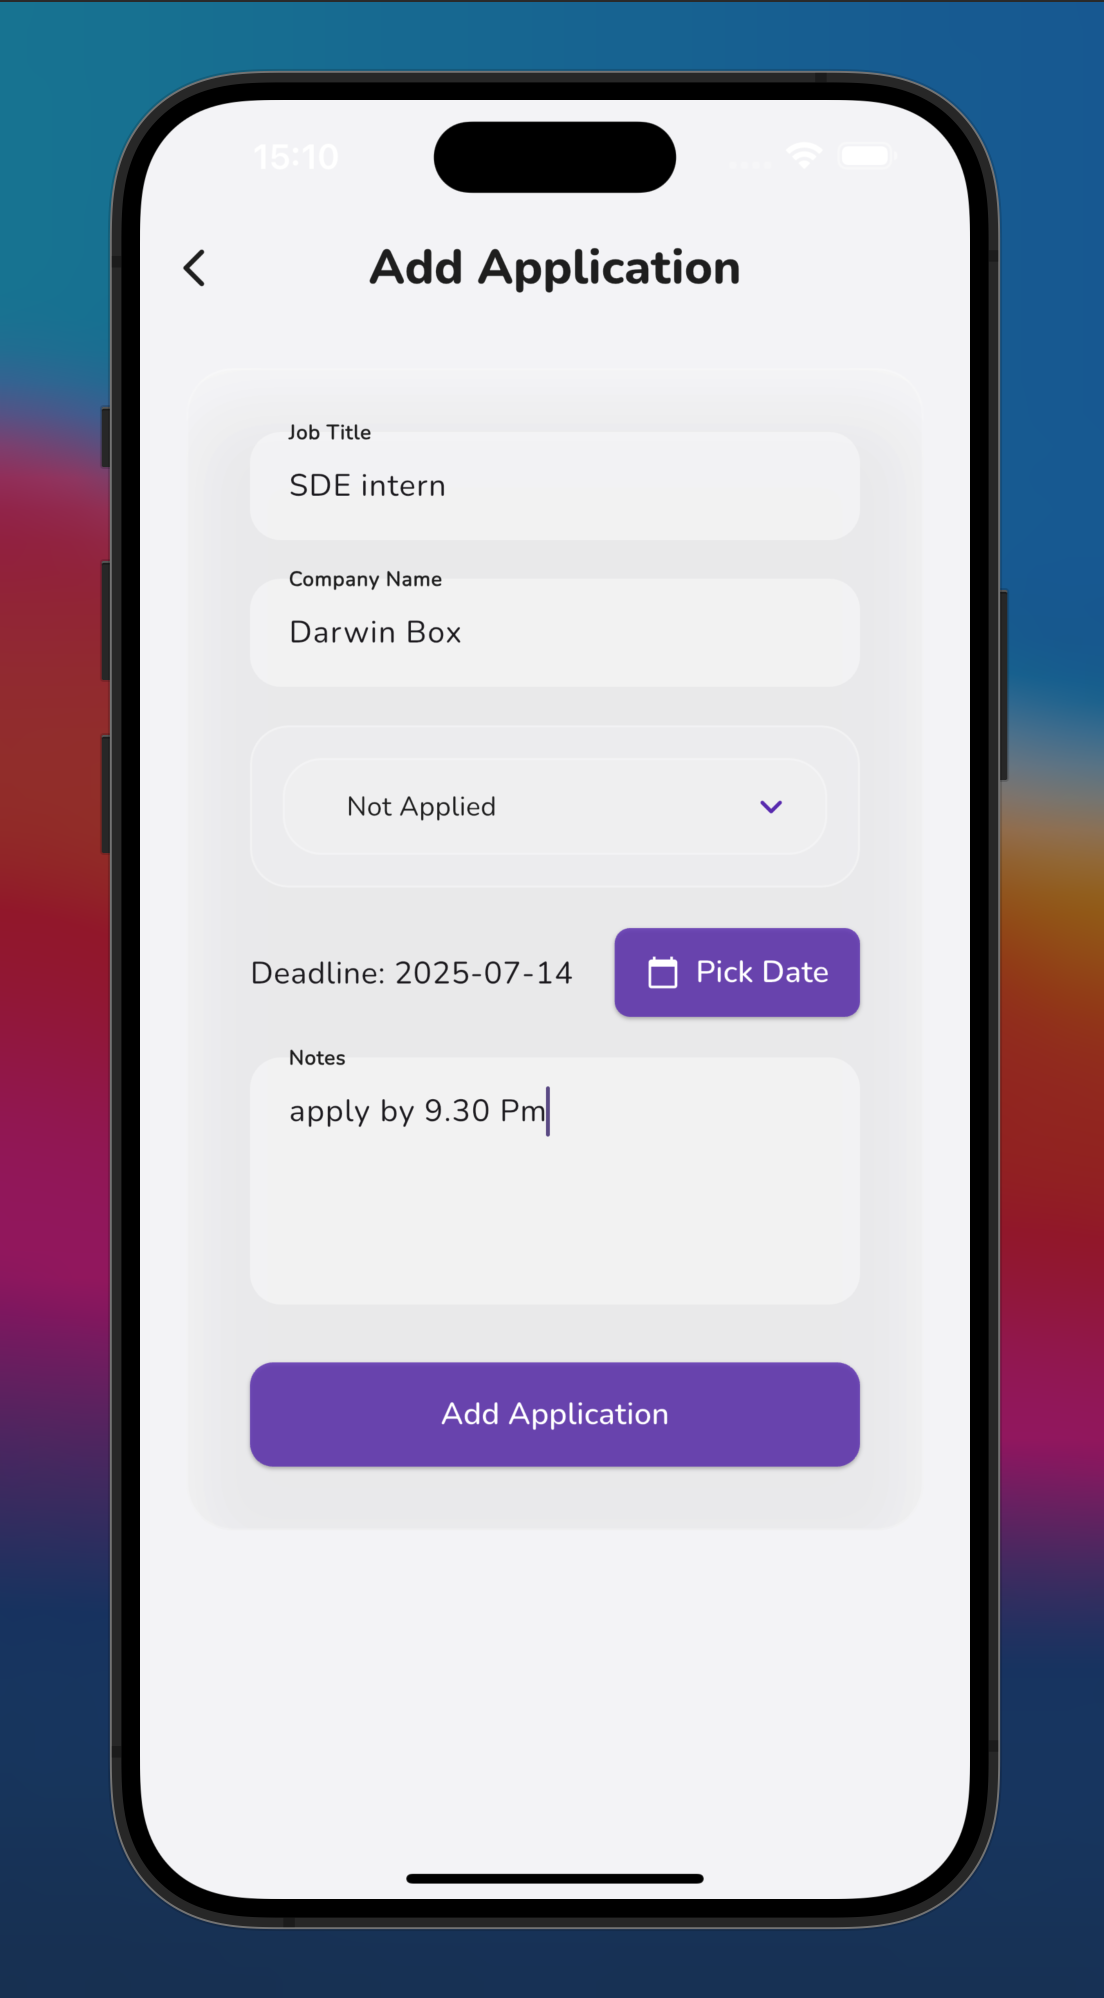 15:10
Add Application
Job Title
SDE intern
Company Name
Darwin Box
Not Applied
Deadline: 2025-07-14
Pick Date
Notes
apply by 9.30 Pm
Add Application